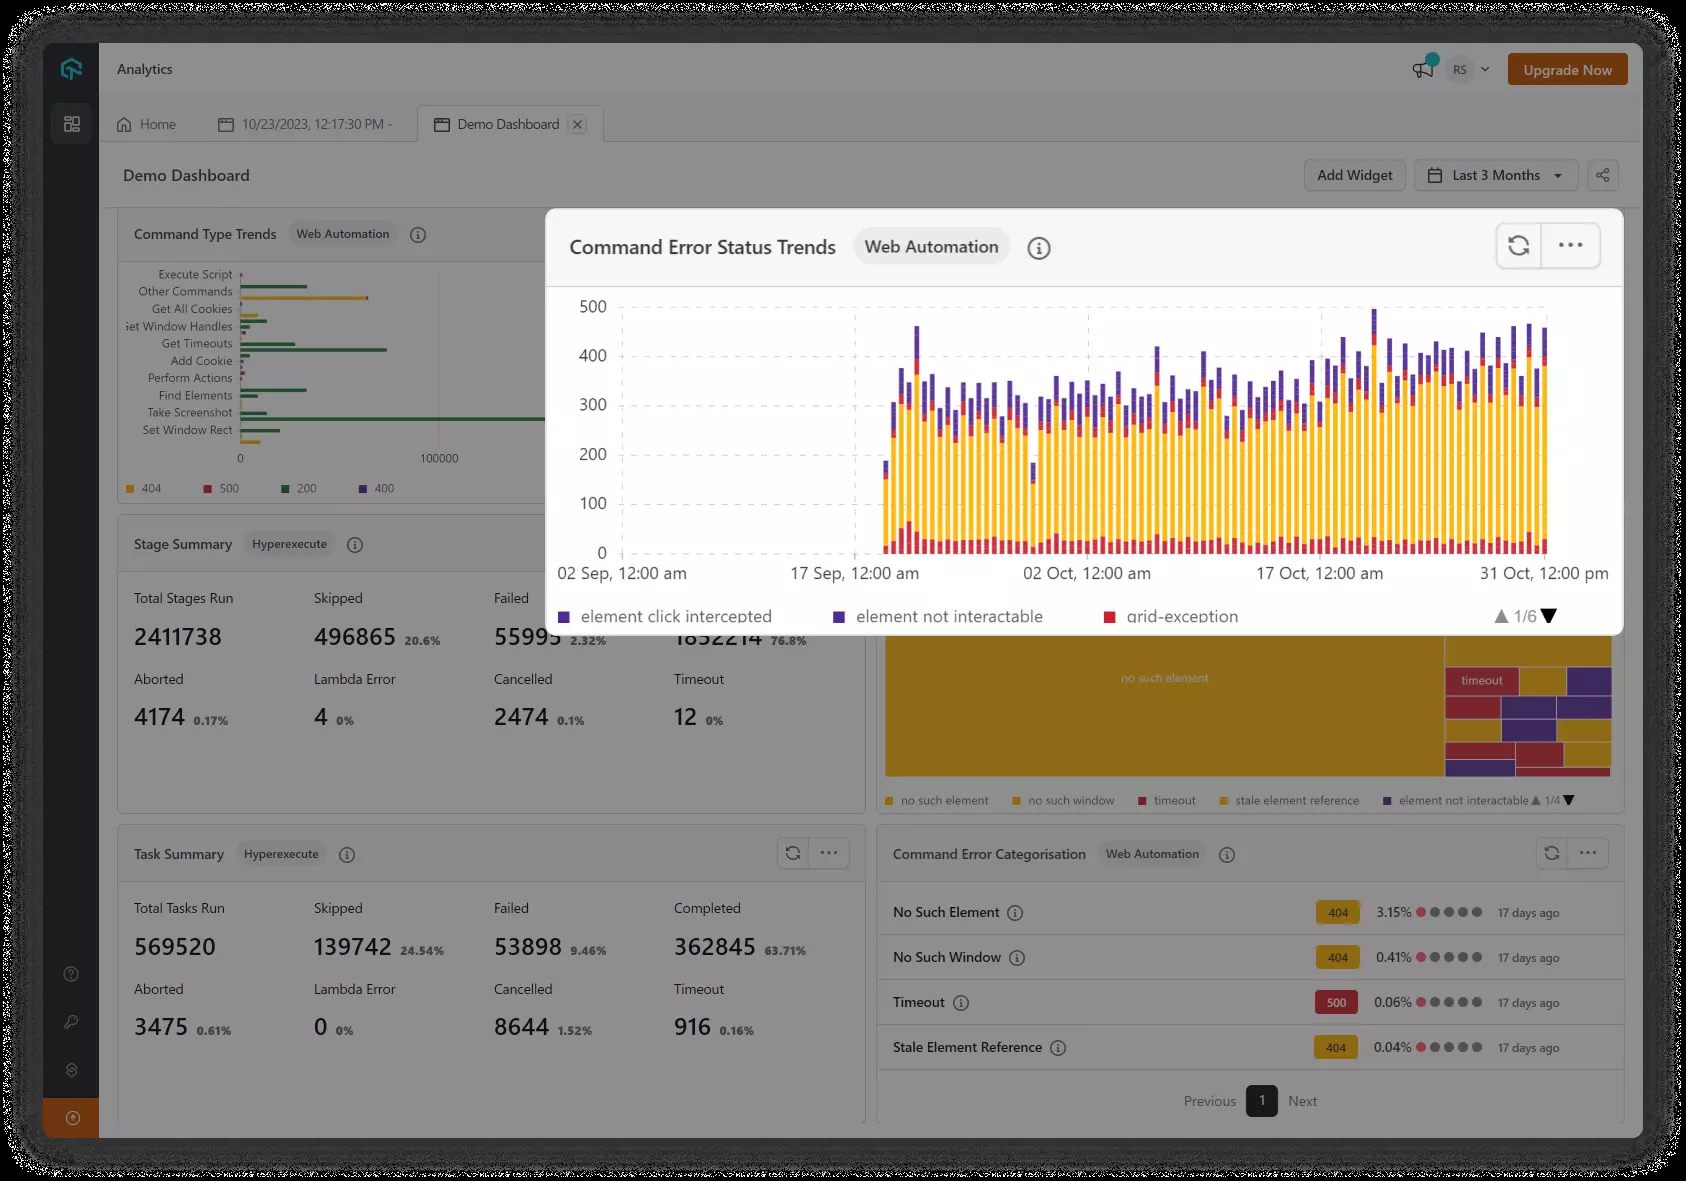 Analytics
RS
Upgrade Now
Home
10/23/2023, 12:17:30 PM -
Demo Dashboard
Demo Dashboard
Add Widget
Last 3 Months
Command Type Trends
Web Automation
Execute Script
Other Commands
Get All Cookies
Set Window Handles
Get Timeouts
Add Cookie
Perform Actions
Find Elements
Take Screenshot
Set Window Rect
0
100000
404
500
200
400
Command Error Status Trends
Web Automation
500
400
300
200
100
0
02 Sep, 12:00 am
17 Sep, 12:00 am
02 Oct, 12:00 am
17 Oct, 12:00 am
31 Oct, 12:00 pm
element click intercepted
element not interactable
grid-exception
1/6
Stage Summary
Hyperexecute
Total Stages Run
Skipped
Failed
2411738
496865 20.6%
55995 2.32%
1852214 76.8%
Aborted
Lambda Error
Cancelled
Timeout
4174 0.17%
4 0%
2474 0.1%
12 0%
no such element
timeout
no such element
no such window
timeout
stale element reference
element not interactable
1/4
Task Summary
Hyperexecute
Total Tasks Run
Skipped
Failed
Completed
569520
139742 24.54%
53898 9.46%
362845 63.71%
Aborted
Lambda Error
Cancelled
Timeout
3475 0.61%
0 0%
8644 1.52%
916 0.16%
Command Error Categorisation
Web Automation
No Such Element
404
3.15%
17 days ago
No Such Window
404
0.41%
17 days ago
Timeout
500
0.06%
17 days ago
Stale Element Reference
404
0.04%
17 days ago
Previous
1
Next